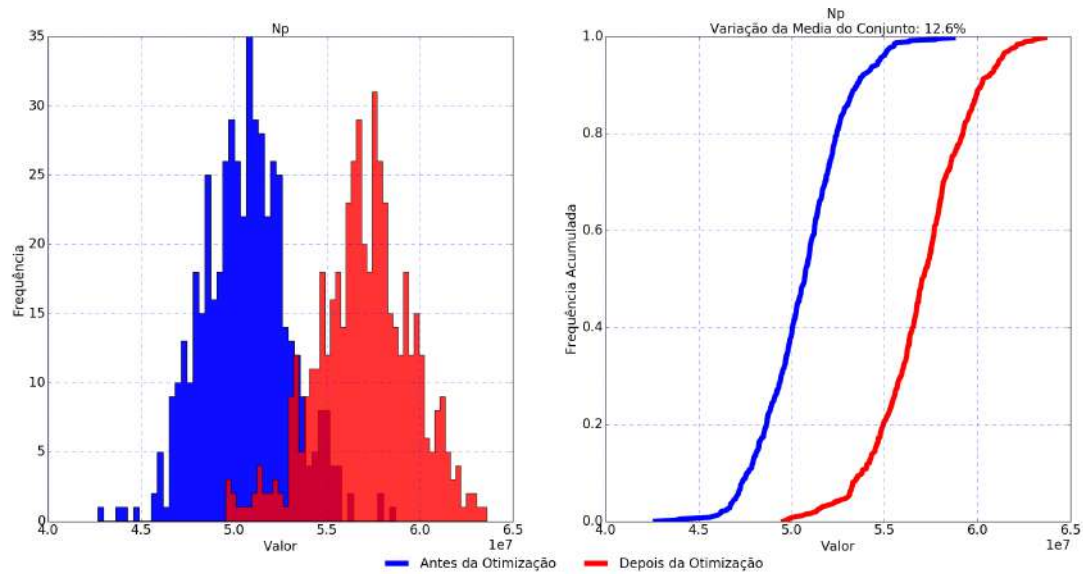 Np
35
30
25
20
15
10
5
0
Frequência
4.0 4.5 5.0 5.5 6.0 6.5
1e7
Valor
Np
Variação da Media do Conjunto: 12.6%
1.0
0.8
0.6
0.4
0.2
0.0
Frequência Acumulada
4.0 4.5 5.0 5.5 6.0 6.5
1e7
Valor
Antes da Otimização Depois da Otimização